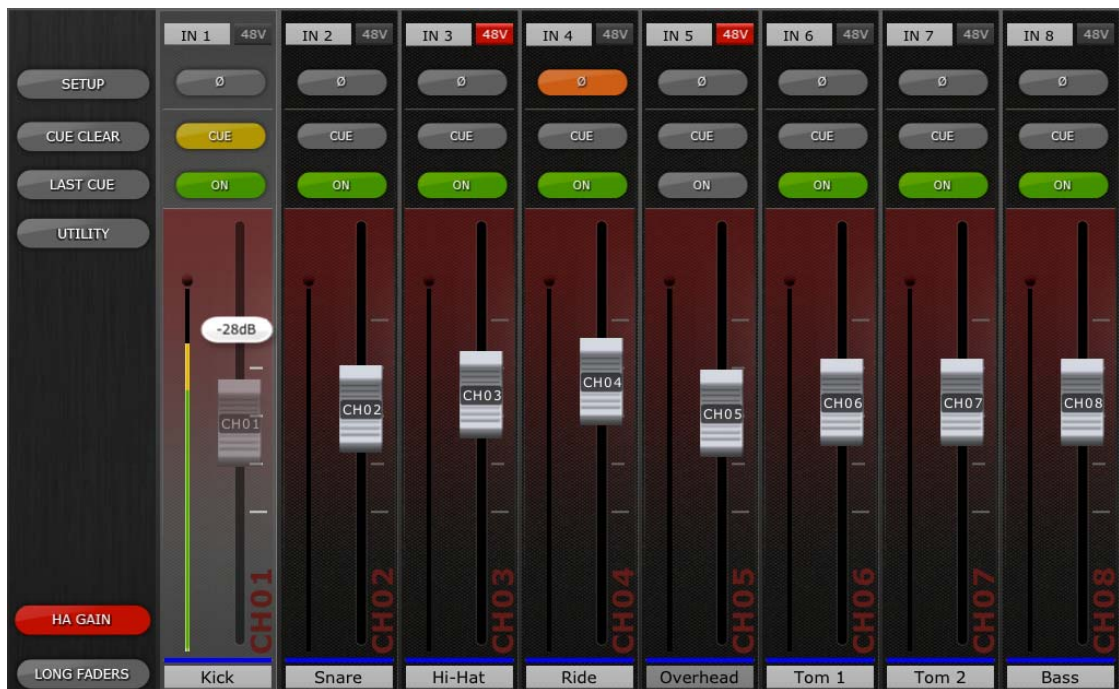 IN 1 48V IN 2 48V IN 3 48V IN 4 48V IN 5 48V IN 6 48V IN 7 48V IN 8 48V
SETUP Ø Ø Ø Ø Ø Ø Ø Ø
CUE CLEAR CUE CUE CUE CUE CUE CUE CUE CUE
LAST CUE ON ON ON ON ON ON ON ON
UTILITY
-28dB
CH01 CH02 CH03 CH04 CH05 CH06 CH07 CH08
CH01 CH02 CH03 CH04 CH05 CH06 CH07 CH08
HA GAIN
LONG FADERS Kick Snare Hi-Hat Ride Overhead Tom 1 Tom 2 Bass